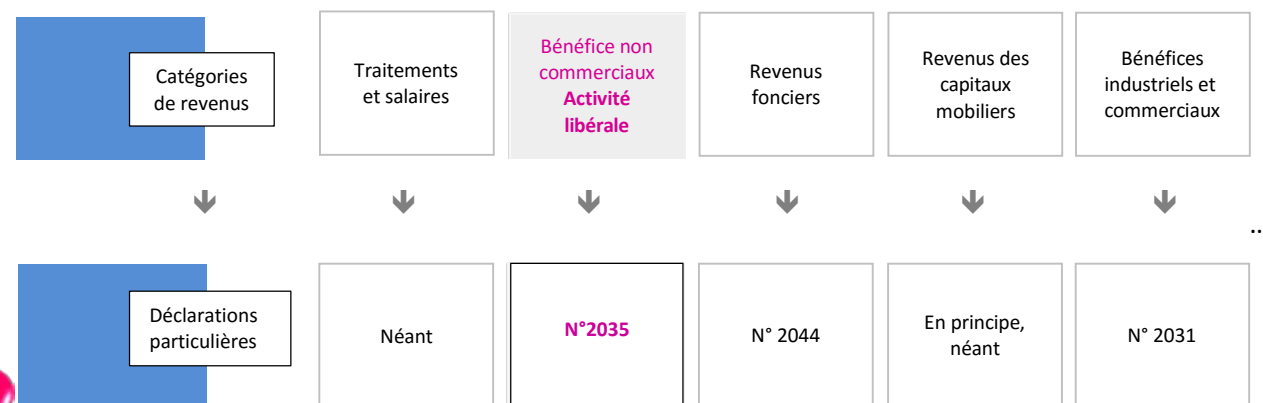 Catégories
de revenus
Traitements
et salaires
Bénéfice non
commerciaux
Activité
libérale
Revenus
fonciers
Revenus des
capitaux
mobiliers
Bénéfices
industriels et
commerciaux
..
Déclarations
particulières
Néant
N°2035
N° 2044
En principe,
néant
N° 2031